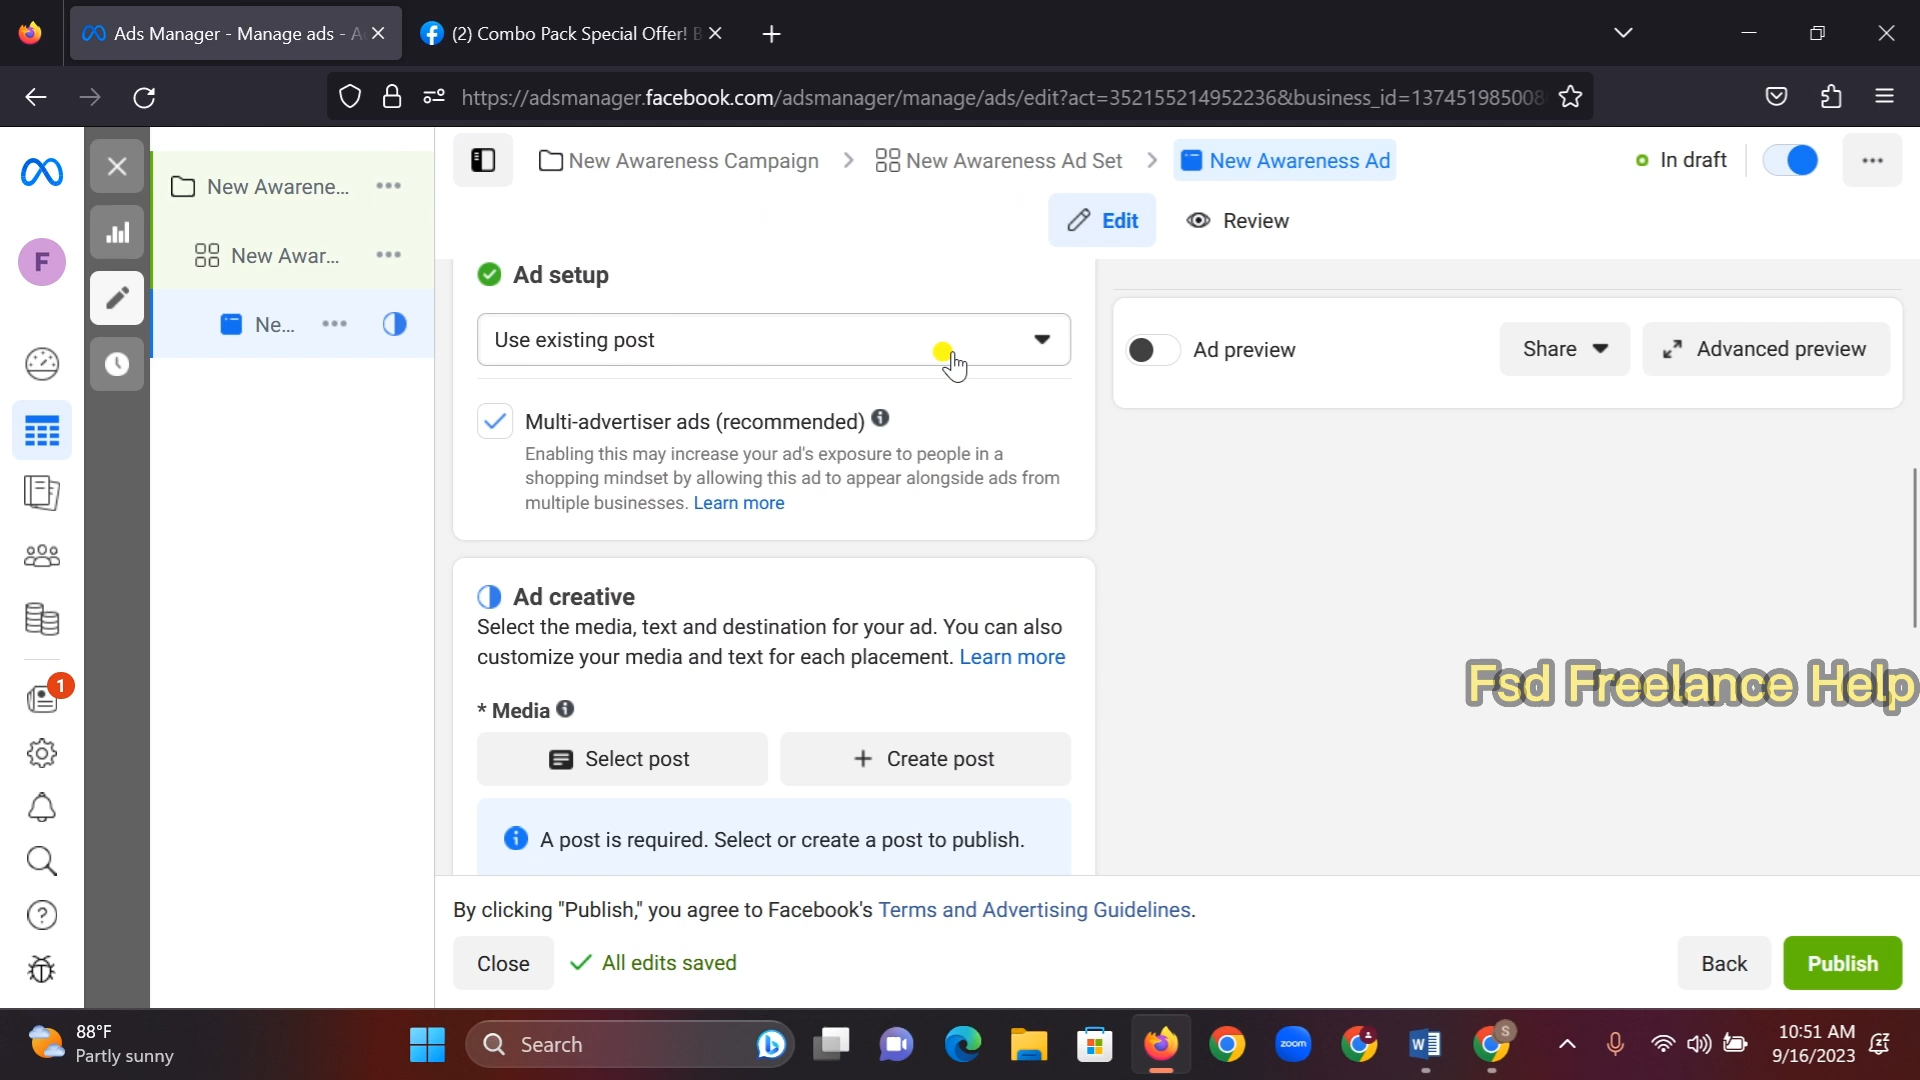 Ads Manager - Manage ads - A
(2) Combo Pack Special Offer!
https://adsmanager.facebook.com/adsmanager/manage/ads/edit?act=352155214952236&business_id=137451985008
New Awareness Campaign
New Awareness Ad Set
New Awareness Ad
In draft
New Awarene...
New Awar...
Ne...
F
1
Edit
Review
Ad setup
Use existing post
Multi-advertiser ads (recommended)
Enabling this may increase your ad's exposure to people in a
shopping mindset by allowing this ad to appear alongside ads from
multiple businesses. Learn more
Ad preview
Share
Advanced preview
Ad creative
Select the media, text and destination for your ad. You can also
customize your media and text for each placement. Learn more
* Media
Select post
Create post
A post is required. Select or create a post to publish.
Fsd Freelance Help
By clicking "Publish," you agree to Facebook's Terms and Advertising Guidelines.
Close
All edits saved
Back
Publish
88°F
Partly sunny
Search
zoom
W
S
10:51 AM
9/16/2023